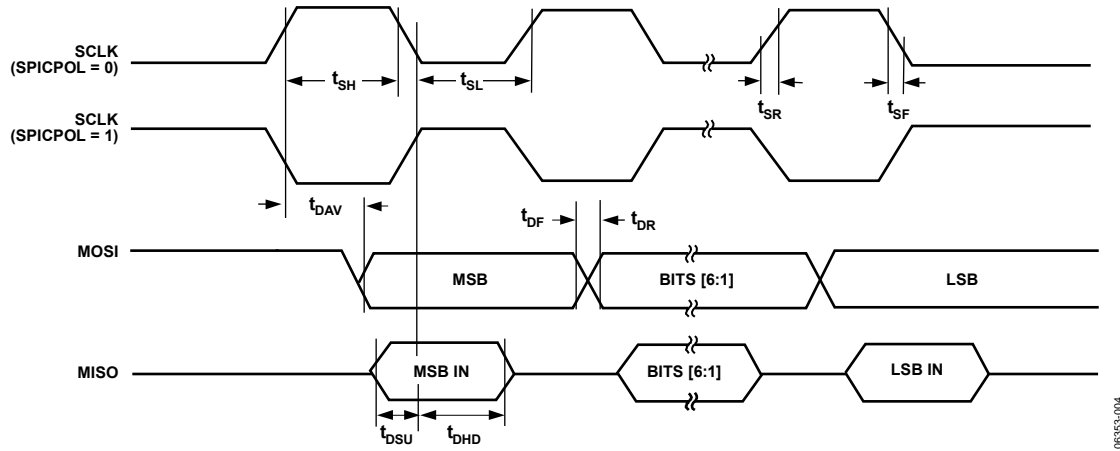 SCLK
(SPICPOL = 0)
tSH
tSL
tSR
tSF
SCLK
(SPICPOL = 1)
tDAV
tDF
tDR
MOSI
MSB
BITS [6:1]
LSB
MISO
MSB IN
BITS [6:1]
LSB IN
tDSU
tDHD
06353-004